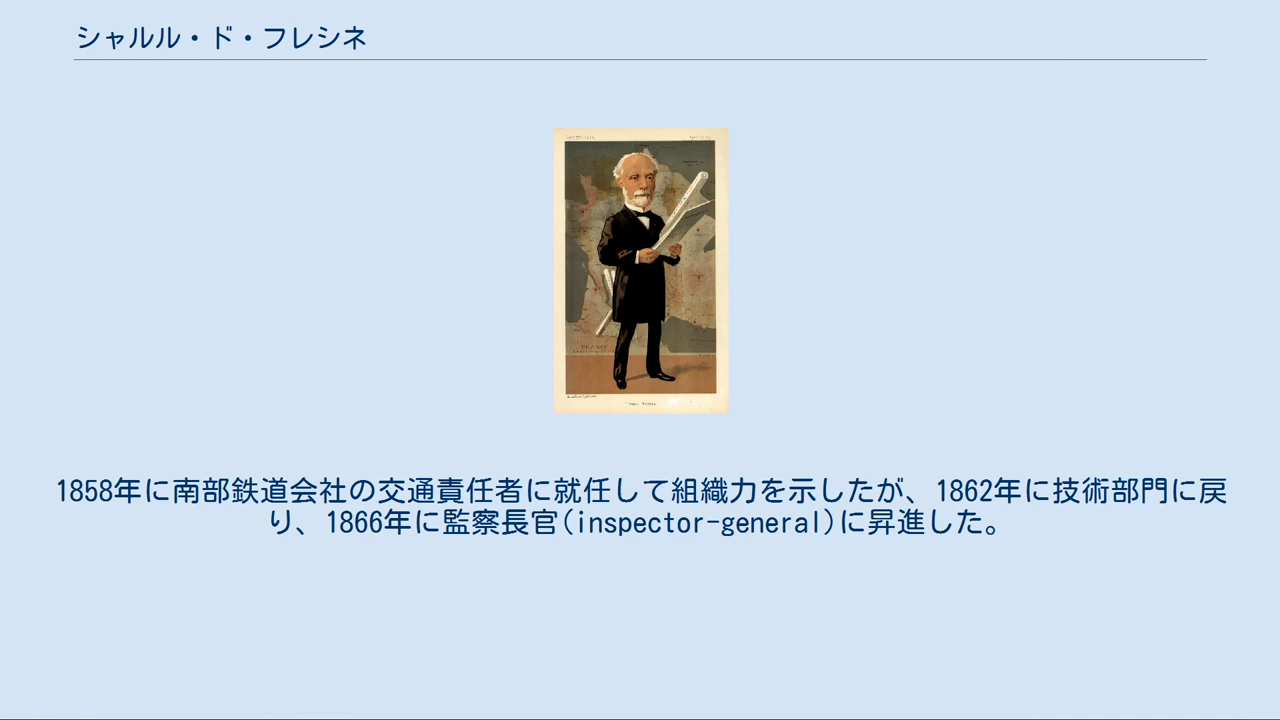 シャルル・ド・フレシネ
1858年に南部鉄道会社の交通責任者に就任して組織力を示したが、1862年に技術部門に戻
り、1866年に監察長官(inspector-general)に昇進した。